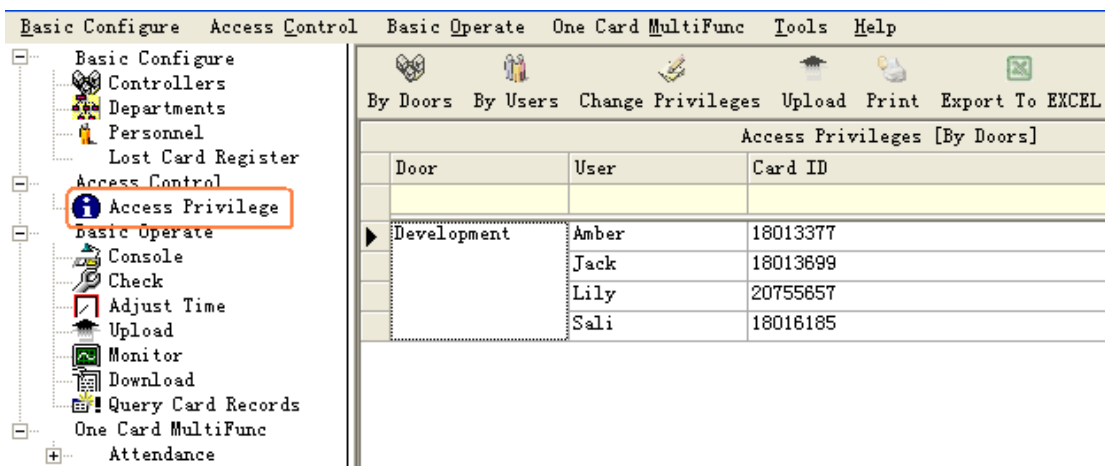 Basic Configure Access Control Basic Operate One Card MultiFunc Tools Help
Basic Configure
Controllers
Departments
Personnel
Lost Card Register
Access Control
Access Privilege
Basic Operate
Console
Check
Adjust Time
Upload
Monitor
Download
Query Card Records
One Card MultiFunc
Attendance
By Doors By Users Change Privileges Upload Print Export To EXCEL
Access Privileges [By Doors]
Door User Card ID
Development Amber 18013377
Jack 18013699
Lily 20755657
Sali 18016185